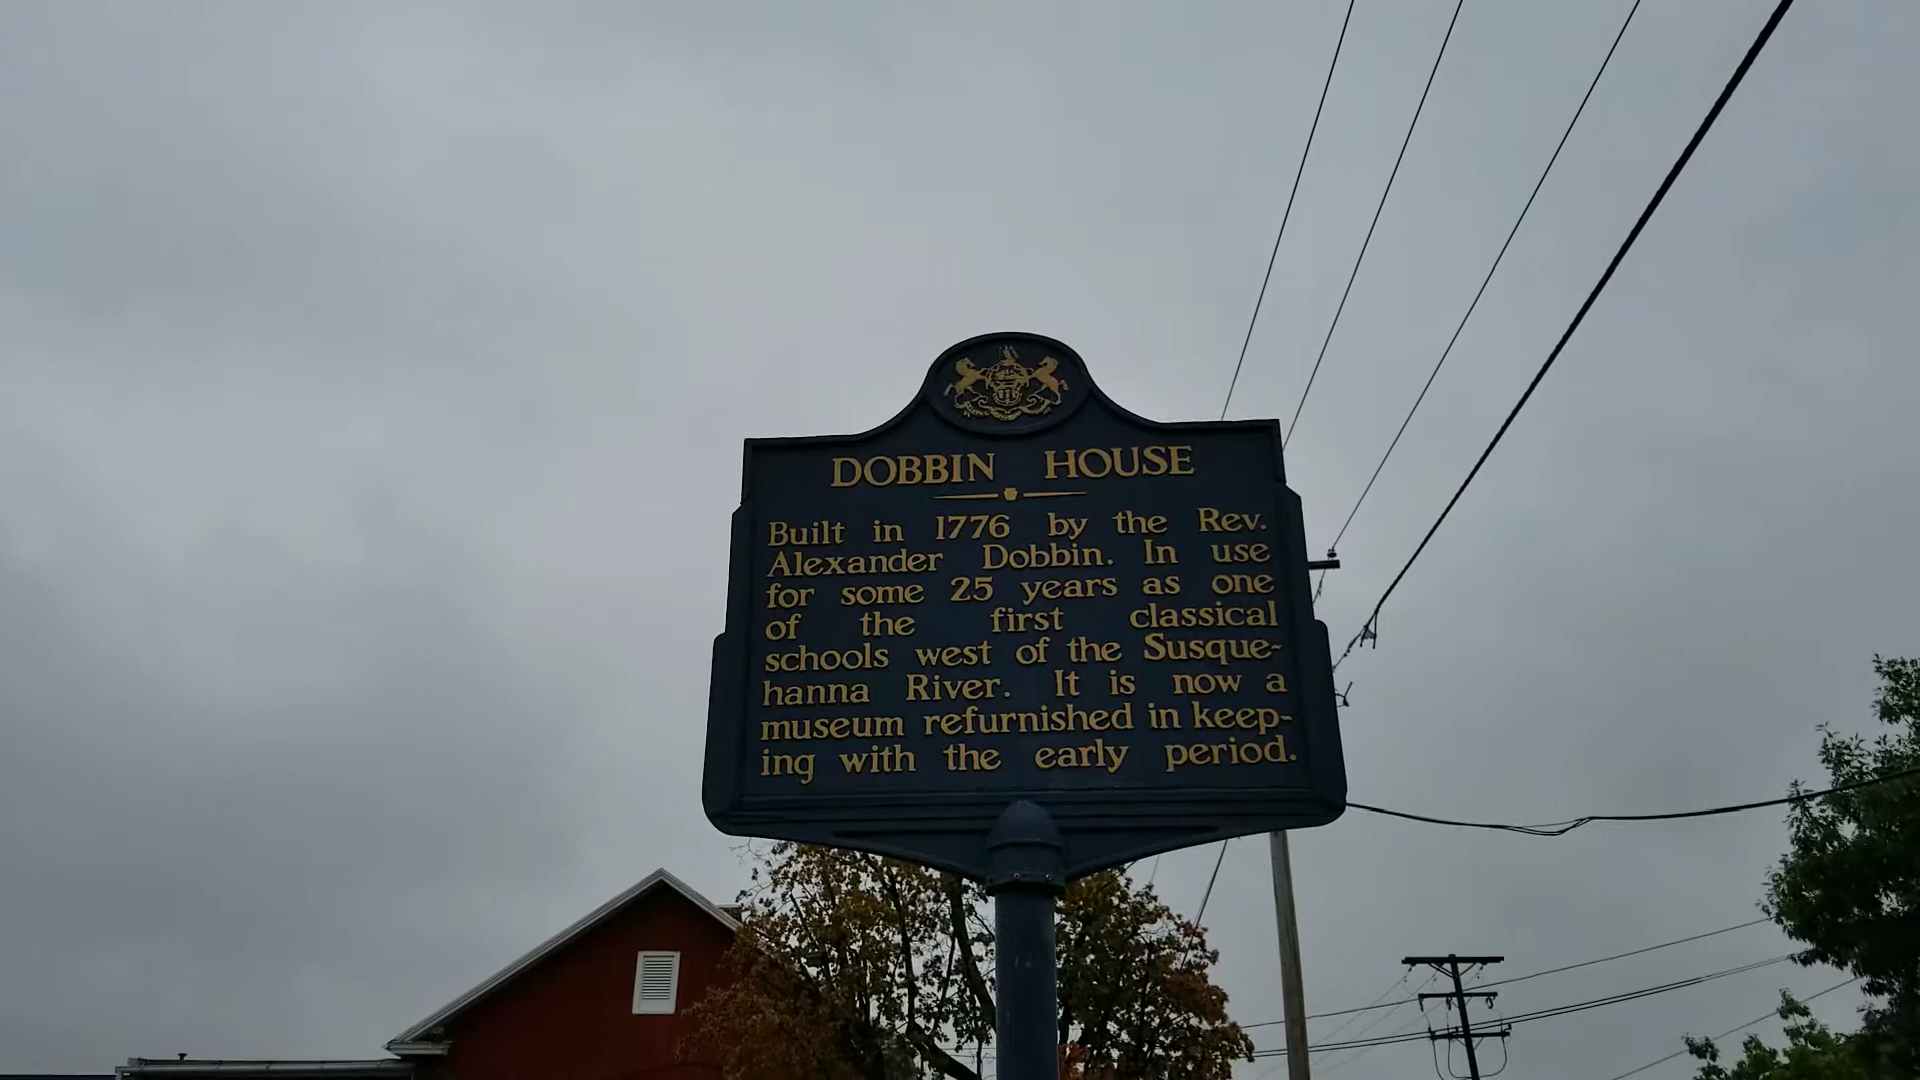 DOBBIN HOUSE
Built in 1776 by the Rev.
Alexander Dobbin. In use
for some 25 years as one
of the first classical
schools west of the Susque-
hanna River. It is now a
museum refurnished in keep-
ing with the early period.